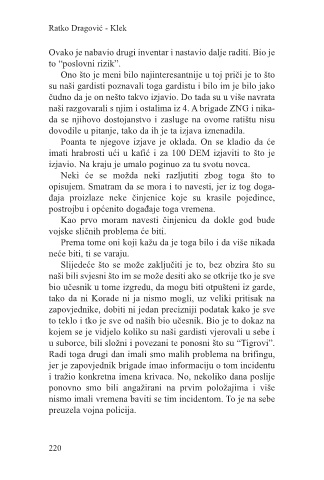 Ratko Dragović - Klek
Ovako je nabavio drugi inventar i nastavio dalje raditi. Bio je
to “poslovni rizik”.
Ono što je meni bilo najinteresantnije u toj priči je to što
su naši gardisti poznavali toga gardistu i bilo im je bilo jako
čudno da je on nešto takvo izjavio. Do tada su u više navrata
naši razgovarali s njim i ostalima iz 4. A brigade ZNG i nika-
da se njihovo dostojanstvo i zasluge na ovome ratištu nisu
dovodile u pitanje, tako da ih je ta izjava iznenadila.
Poanta te njegove izjave je oklada. On se kladio da će
imati hrabrosti ući u kafić i za 100 DEM izjaviti to što je
izjavio. Na kraju je umalo poginuo za tu svotu novca.
Neki će se možda neki razljutiti zbog toga što to
opisujem. Smatram da se mora i to navesti, jer iz tog doga-
đaja proizlaze neke činjenice koje su krasile pojedince,
postrojbu i općenito događaje toga vremena.
Kao prvo moram navesti činjenicu da dokle god bude
vojske sličnih problema će biti.
Prema tome oni koji kažu da je toga bilo i da više nikada
neće biti, ti se varaju.
Slijedeće što se može zaključiti je to, bez obzira što su
naši bili svjesni što im se može desiti ako se otkrije tko je sve
bio učesnik u tome izgredu, da mogu biti otpušteni iz garde,
tako da ni Korade ni ja nismo mogli, uz veliki pritisak na
zapovjednike, dobiti ni jedan precizniji podatak kako je sve
to teklo i tko je sve od naših bio učesnik. Bio je to dokaz na
kojem se je vidjelo koliko su naši gardisti vjerovali u sebe i
u suborce, bili složni i povezani te ponosni što su “Tigrovi”.
Radi toga drugi dan imali smo malih problema na brifingu,
jer je zapovjednik brigade imao informaciju o tom incidentu
i tražio konkretna imena krivaca. No, nekoliko dana poslije
ponovno smo bili angažirani na prvim položajima i više
nismo imali vremena baviti se tim incidentom. To je na sebe
preuzela vojna policija.
220